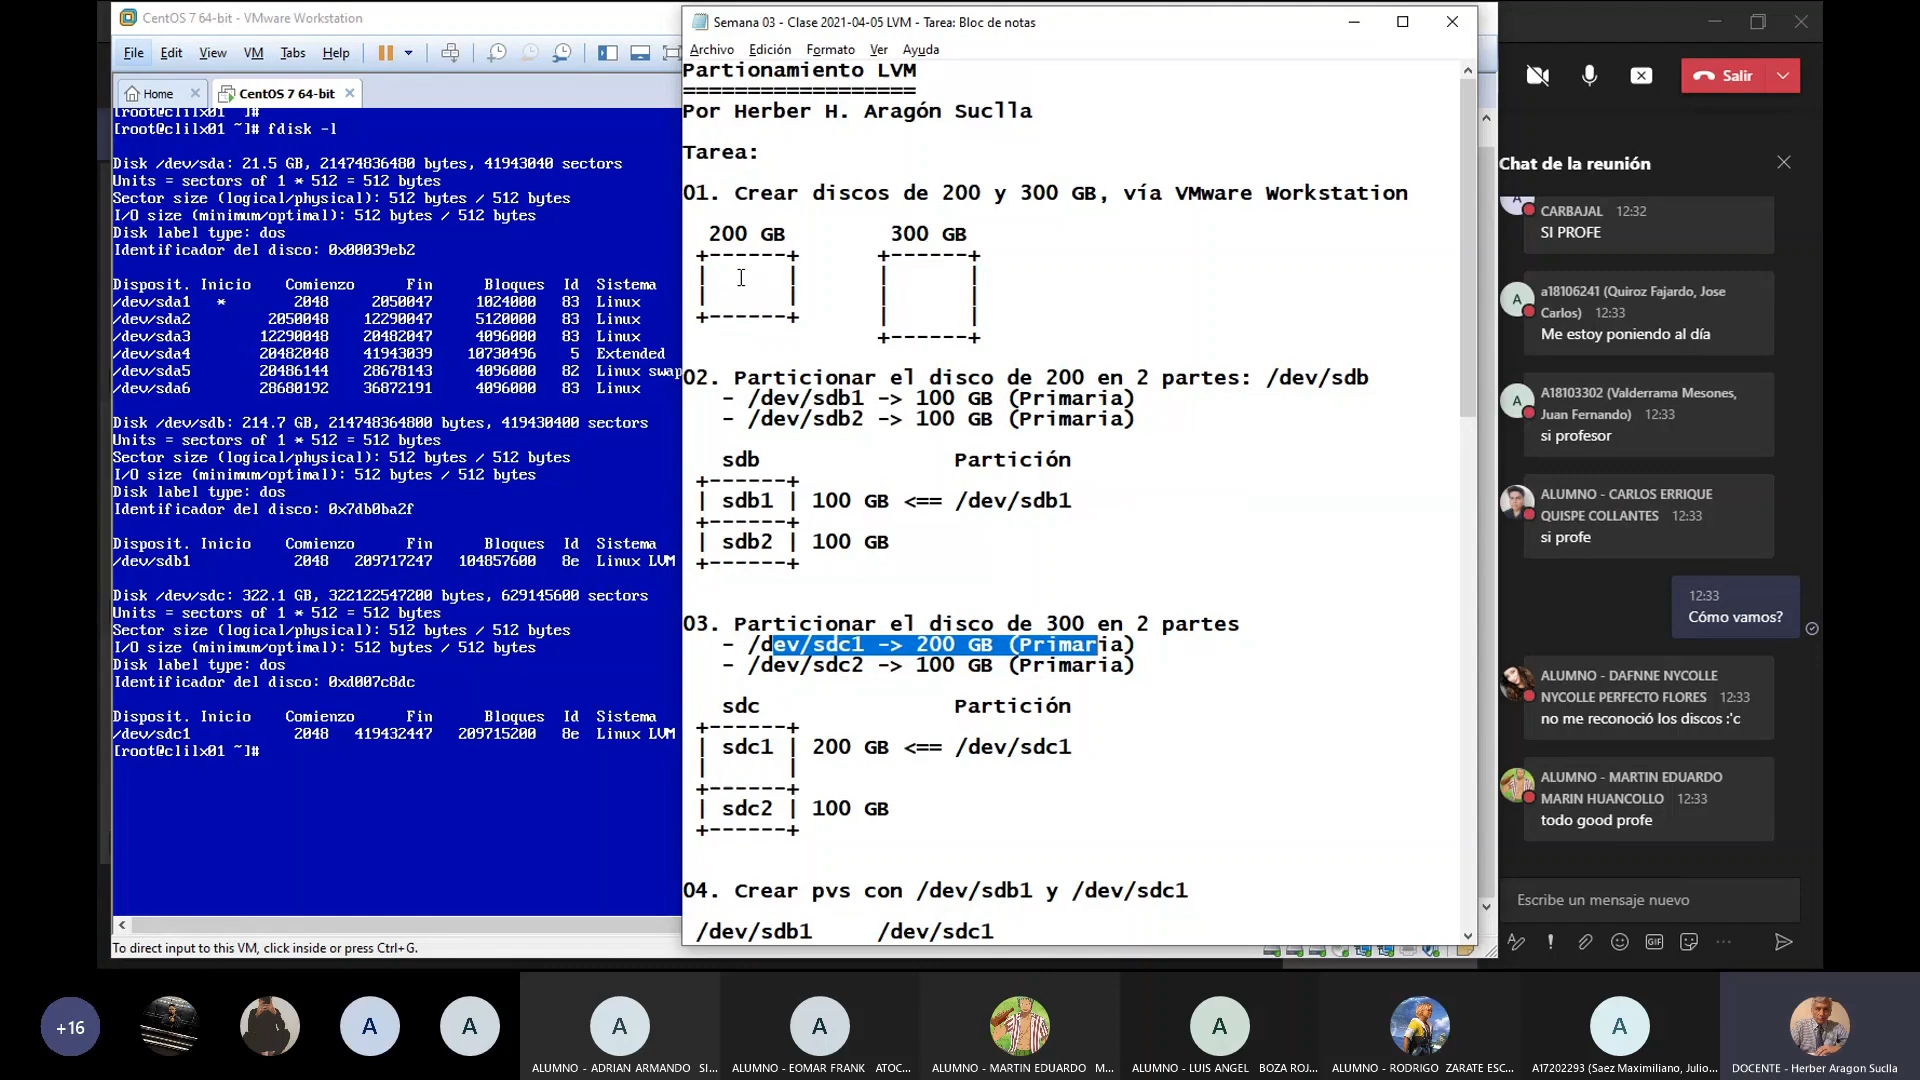 CentOS 7 64-bit - VMware Workstation
File Edit View VM Tabs Help
Home
CentOS 7 64-bit
[root@clilx01 ~]#
[root@clilx01 ~]# fdisk -l
Disk /dev/sda: 21.5 GB, 21474836480 bytes, 41943040 sectors
Units = sectors of 1 * 512 = 512 bytes
Sector size (logical/physical): 512 bytes / 512 bytes
I/O size (minimum/optimal): 512 bytes / 512 bytes
Disk label type: dos
Identificador del disco: 0x00039eb2
Disposit. Inicio Comienzo Fin Bloques Id Sistema
/dev/sda1 * 2048 2050047 1024000 83 Linux
/dev/sda2 2050048 12290047 5120000 83 Linux
/dev/sda3 12290048 20482047 4096000 83 Linux
/dev/sda4 20482048 41943039 10730496 5 Extended
/dev/sda5 20486144 28678143 4096000 82 Linux swap
/dev/sda6 28680192 36872191 4096000 83 Linux
Disk /dev/sdb: 214.7 GB, 214748364800 bytes, 419430400 sectors
Units = sectors of 1 * 512 = 512 bytes
Sector size (logical/physical): 512 bytes / 512 bytes
I/O size (minimum/optimal): 512 bytes / 512 bytes
Disk label type: dos
Identificador del disco: 0x7db0ba2f
Disposit. Inicio Comienzo Fin Bloques Id Sistema
/dev/sdb1 2048 209717247 104857600 8e Linux LVM
Disk /dev/sdc: 322.1 GB, 322122547200 bytes, 629145600 sectors
Units = sectors of 1 * 512 = 512 bytes
Sector size (logical/physical): 512 bytes / 512 bytes
I/O size (minimum/optimal): 512 bytes / 512 bytes
Disk label type: dos
Identificador del disco: 0xd007c8dc
Disposit. Inicio Comienzo Fin Bloques Id Sistema
/dev/sdc1 2048 419432447 209715200 8e Linux LVM
[root@clilx01 ~]#
To direct input to this VM, click inside or press Ctrl+G.
Semana 03 - Clase 2021-04-05 LVM - Tarea: Bloc de notas
Archivo Edición Formato Ver Ayuda
Partionamiento LVM
==================
Por Herber H. Aragón Suclla
Tarea:
01. Crear discos de 200 y 300 GB, vía VMware Workstation
200 GB 300 GB
+------+ +------+
| | | |
| | | |
+------+ | |
+------+
02. Particionar el disco de 200 en 2 partes: /dev/sdb
- /dev/sdb1 -> 100 GB (Primaria)
- /dev/sdb2 -> 100 GB (Primaria)
sdb Partición
+------+
| sdb1 | 100 GB <== /dev/sdb1
+------+
| sdb2 | 100 GB
+------+
03. Particionar el disco de 300 en 2 partes
- /dev/sdc1 -> 200 GB (Primaria)
- /dev/sdc2 -> 100 GB (Primaria)
sdc Partición
+------+
| sdc1 | 200 GB <== /dev/sdc1
| |
+------+
| sdc2 | 100 GB
+------+
04. Crear pvs con /dev/sdb1 y /dev/sdc1
/dev/sdb1 /dev/sdc1
Salir
Chat de la reunión
CARBAJAL 12:32
SI PROFE
a18106241 (Quiroz Fajardo, Jose
Carlos) 12:33
Me estoy poniendo al día
A18103302 (Valderrama Mesones,
Juan Fernando) 12:33
si profesor
ALUMNO - CARLOS ERRIQUE
QUISPE COLLANTES 12:33
si profe
12:33
Cómo vamos?
ALUMNO - DAFNNE NYCOLLE
NYCOLLE PERFECTO FLORES 12:33
no me reconoció los discos :'c
ALUMNO - MARTIN EDUARDO
MARIN HUANCOLLO 12:33
todo good profe
Escribe un mensaje nuevo
GIF
+16
A
A
A
A
A
A
ALUMNO - ADRIAN ARMANDO SI...
ALUMNO - EOMAR FRANK ATOC...
ALUMNO - MARTIN EDUARDO M...
ALUMNO - LUIS ANGEL BOZA ROJ...
ALUMNO - RODRIGO ZARATE ESC...
A17202293 (Saez Maximiliano, Julio...
DOCENTE - Herber Aragon Suclla